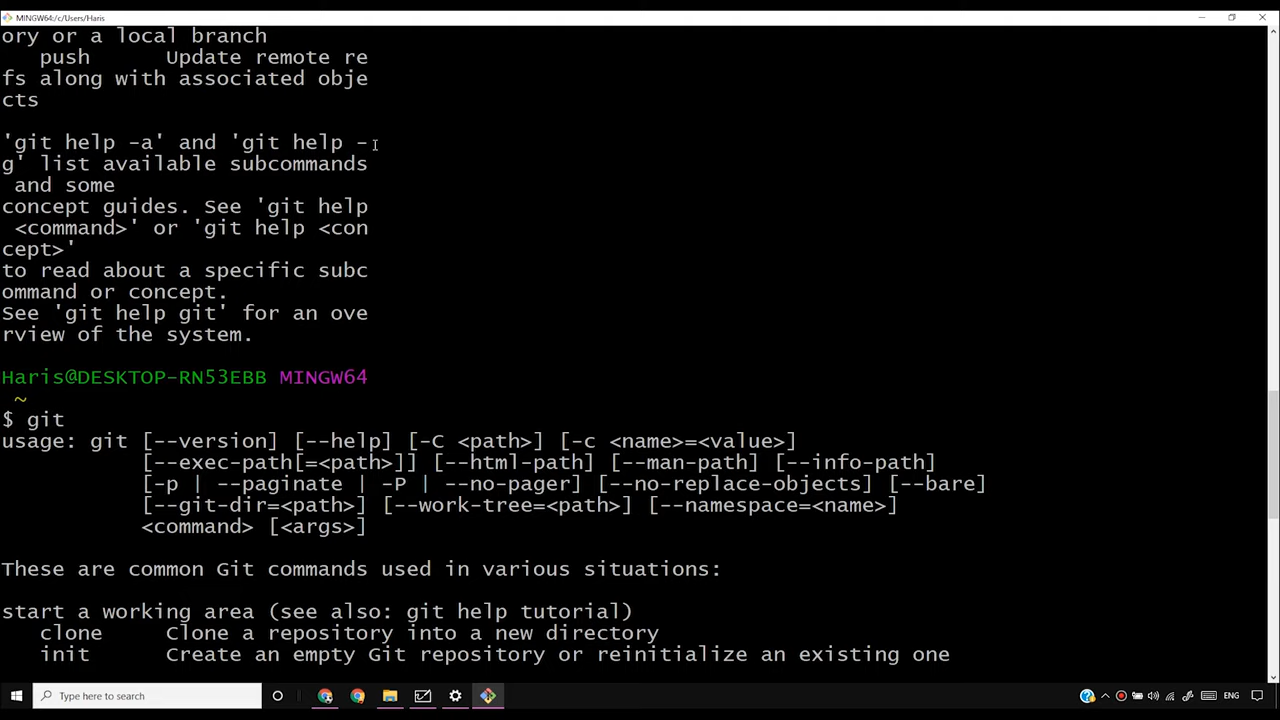 MINGW64:/c/Users/Haris
ory or a local branch
   push      Update remote re
fs along with associated obje
cts

'git help -a' and 'git help -
g' list available subcommands
 and some
concept guides. See 'git help
 <command>' or 'git help <con
cept>'
to read about a specific subc
ommand or concept.
See 'git help git' for an ove
rview of the system.

Haris@DESKTOP-RN53EBB MINGW64
 ~
$ git
usage: git [--version] [--help] [-C <path>] [-c <name>=<value>]
           [--exec-path[=<path>]] [--html-path] [--man-path] [--info-path]
           [-p | --paginate | -P | --no-pager] [--no-replace-objects] [--bare]
           [--git-dir=<path>] [--work-tree=<path>] [--namespace=<name>]
           <command> [<args>]

These are common Git commands used in various situations:

start a working area (see also: git help tutorial)
   clone     Clone a repository into a new directory
   init      Create an empty Git repository or reinitialize an existing one
Type here to search
ENG